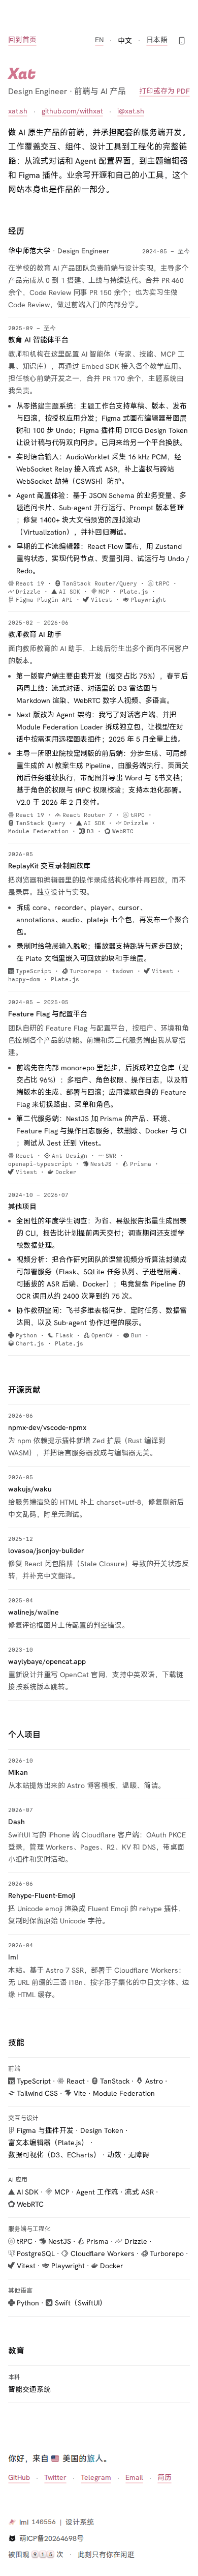 回到首页
EN · 中文 · 日本語
Xat
Design Engineer · 前端与 AI 产品
打印或存为 PDF
xat.sh · github.com/withxat · i@xat.sh
做 AI 原生产品的前端，并承担配套的服务端开发。
工作覆盖交互、组件、设计工具到工程化的完整链
路：从流式对话和 Agent 配置界面，到主题编辑器
和 Figma 插件。业余写开源和自己的小工具，这个
网站本身也是作品的一部分。
经历
华中师范大学 · Design Engineer
2024-05 — 至今
在学校的教育 AI 产品团队负责前端与设计实现，主导多个
产品完成从 0 到 1 搭建、上线与持续迭代。合并 PR 460
余个，Code Review 同事 PR 150 余个；也为实习生做
Code Review，做过前端入门的内部分享。
2025-09 — 至今
教育 AI 智能体平台
教师和机构在这里配置 AI 智能体（专家、技能、MCP 工
具、知识库），再通过 Embed SDK 接入各个教学应用。
担任核心前端开发之一，合并 PR 170 余个，主题系统由
我负责。
从零搭建主题系统：主题工作台支持草稿、版本、发布
与回滚，按授权应用分发；Figma 式画布编辑器带图层
树和 100 步 Undo；Figma 插件用 DTCG Design Token
让设计稿与代码双向同步。已用来给另一个平台换肤。
实时语音输入：AudioWorklet 采集 16 kHz PCM，经
WebSocket Relay 接入流式 ASR，补上鉴权与跨站
WebSocket 劫持（CSWSH）防护。
Agent 配置体验：基于 JSON Schema 的业务变量、多
题追问卡片、Sub-agent 并行运行、Prompt 版本管理
；修复 1400+ 块大文稿预览的虚拟滚动
（Virtualization），并补回归测试。
早期的工作流编辑器：React Flow 画布，用 Zustand
重构状态，实现代码节点、变量引用、试运行与 Undo /
Redo。
React 19 · TanStack Router/Query · tRPC ·
Drizzle · AI SDK · MCP · Plate.js ·
Figma Plugin API · Vitest · Playwright
2025-02 – 2026-06
教师教育 AI 助手
面向教师教育的 AI 助手，上线后衍生出多个面向不同客户
的版本。
第一版客户端主要由我开发（提交占比 75%），春节后
两周上线：流式对话、对话里的 D3 雷达图与
Markdown 渲染、WebRTC 数字人视频、多语言。
Next 版改为 Agent 架构：我写了对话客户端，并把
Module Federation Loader 拆成独立包，让模型在对
话中按需调用远程图表组件；2025 年 5 月全量上线。
主导一所职业院校定制版的前后端：分步生成、可局部
重生成的 AI 教案生成 Pipeline，由服务端执行，页面关
闭后任务继续执行，带配图并导出 Word 与飞书文档；
基于角色的权限与 tRPC 权限校验；支持本地化部署。
V2.0 于 2026 年 2 月交付。
React 19 · React Router 7 · tRPC ·
TanStack Query · AI SDK · Drizzle ·
Module Federation · D3 · WebRTC
2026-05
ReplayKit 交互录制回放库
把浏览器和编辑器里的操作录成结构化事件再回放，而不
是录屏，独立设计与实现。
拆成 core、recorder、player、cursor、
annotations、audio、platejs 七个包，再发布一个聚合
包。
录制时给敏感输入脱敏；播放器支持跳转与逐步回放；
在 Plate 文档里嵌入可回放的块和手绘标注。
TypeScript · Turborepo · tsdown · Vitest ·
happy-dom · Plate.js
2024-05 – 2025-05
Feature Flag 与配置平台
团队自研的 Feature Flag 与配置平台，按租户、环境和角
色控制各个产品的功能。前端和第二代服务端由我从零搭
建。
前端先在内部 monorepo 里起步，后拆成独立仓库（提
交占比 96%）：多租户、角色权限、操作日志，以及前
端版本的生成、部署与回滚；应用读取自身的 Feature
Flag 来切换路由、菜单和角色。
第二代服务端：NestJS 加 Prisma 的产品、环境、
Feature Flag 与操作日志服务，软删除、Docker 与 CI
；测试从 Jest 迁到 Vitest。
React · Ant Design · SWR ·
openapi-typescript · NestJS · Prisma ·
Vitest · Docker
2024-10 – 2026-07
其他项目
全国性的年度学生调查：为省、县级报告批量生成图表
的 CLI，报告比计划提前两天交付；调查期间还支援学
校数据处理。
视频分析：把合作研究团队的课堂视频分析算法封装成
可部署服务（Flask、SQLite 任务队列、子进程隔离、
可插拔的 ASR 后端、Docker）；电竞复盘 Pipeline 的
OCR 调用从约 2400 次降到约 75 次。
协作教研空间：飞书多维表格同步、定时任务、数据雷
达图，以及 Sub-agent 协作过程的展示。
Python · Flask · OpenCV · Bun ·
Chart.js · Plate.js
开源贡献
2026-06
npmx-dev/vscode-npmx
为 npm 依赖提示插件新增 Zed 扩展（Rust 编译到
WASM），并把语言服务器改成与编辑器无关。
2026-05
wakujs/waku
给服务端渲染的 HTML 补上 charset=utf-8，修复刷新后
中文乱码，附单元测试。
2025-12
lovasoa/jsonjoy-builder
修复 React 闭包陷阱（Stale Closure）导致的开关状态反
转，并补充中文翻译。
2025-04
walinejs/waline
修复评论框图片上传配置的判空错误。
2023-10
waylybaye/opencat.app
重新设计并重写 OpenCat 官网，支持中英双语，下载链
接按系统版本跳转。
个人项目
2026-10
Mikan
从本站提炼出来的 Astro 博客模板，温暖、简洁。
2026-07
Dash
SwiftUI 写的 iPhone 端 Cloudflare 客户端：OAuth PKCE
登录，管理 Workers、Pages、R2、KV 和 DNS，带桌面
小组件和实时活动。
2026-06
Rehype-Fluent-Emoji
把 Unicode emoji 渲染成 Fluent Emoji 的 rehype 插件，
复制时保留原始 Unicode 字符。
2026-04
lml
本站。基于 Astro 7 SSR，部署于 Cloudflare Workers；
无 URL 前缀的三语 i18n、按字形子集化的中日文字体、边
缘 HTML 缓存。
技能
前端
TypeScript · React · TanStack · Astro ·
Tailwind CSS · Vite · Module Federation
交互与设计
Figma 与插件开发 · Design Token ·
富文本编辑器（Plate.js） ·
数据可视化（D3、ECharts） · 动效 · 无障碍
AI 应用
AI SDK · MCP · Agent 工作流 · 流式 ASR ·
WebRTC
服务端与工程化
tRPC · NestJS · Prisma · Drizzle ·
PostgreSQL · Cloudflare Workers · Turborepo ·
Vitest · Playwright · Docker
其他语言
Python · Swift（SwiftUI）
教育
本科
智能交通系统
你好，来自 🇺🇸 美国的旅人。
GitHub · Twitter · Telegram · Email · 简历
lml 148056 | 设计系统
萌ICP备20264698号
被围观 次 · 此刻只有你在闲逛